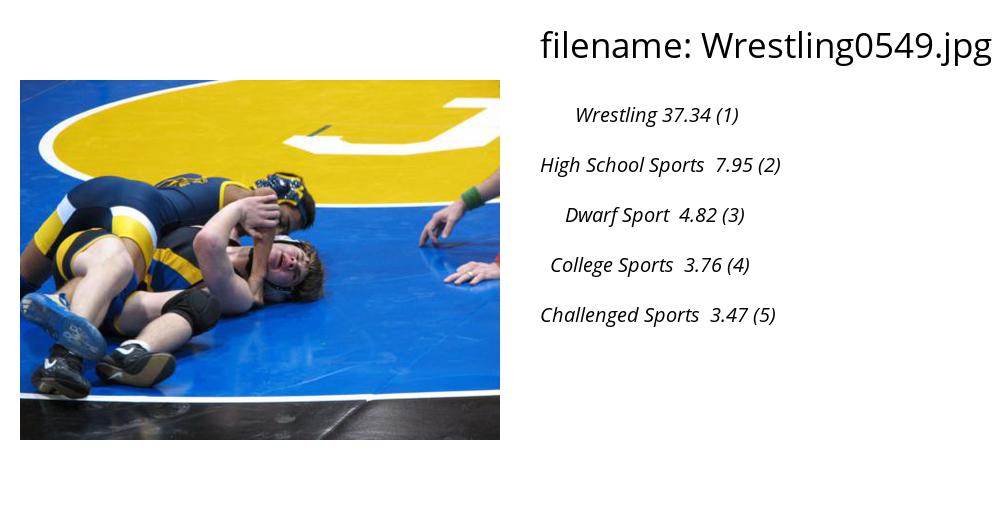 filename: Wrestling0549.jpg
Wrestling 37.34 (1)
High School Sports 7.95 (2)
Dwarf Sport 4.82 (3)
College Sports 3.76 (4)
Challenged Sports 3.47 (5)